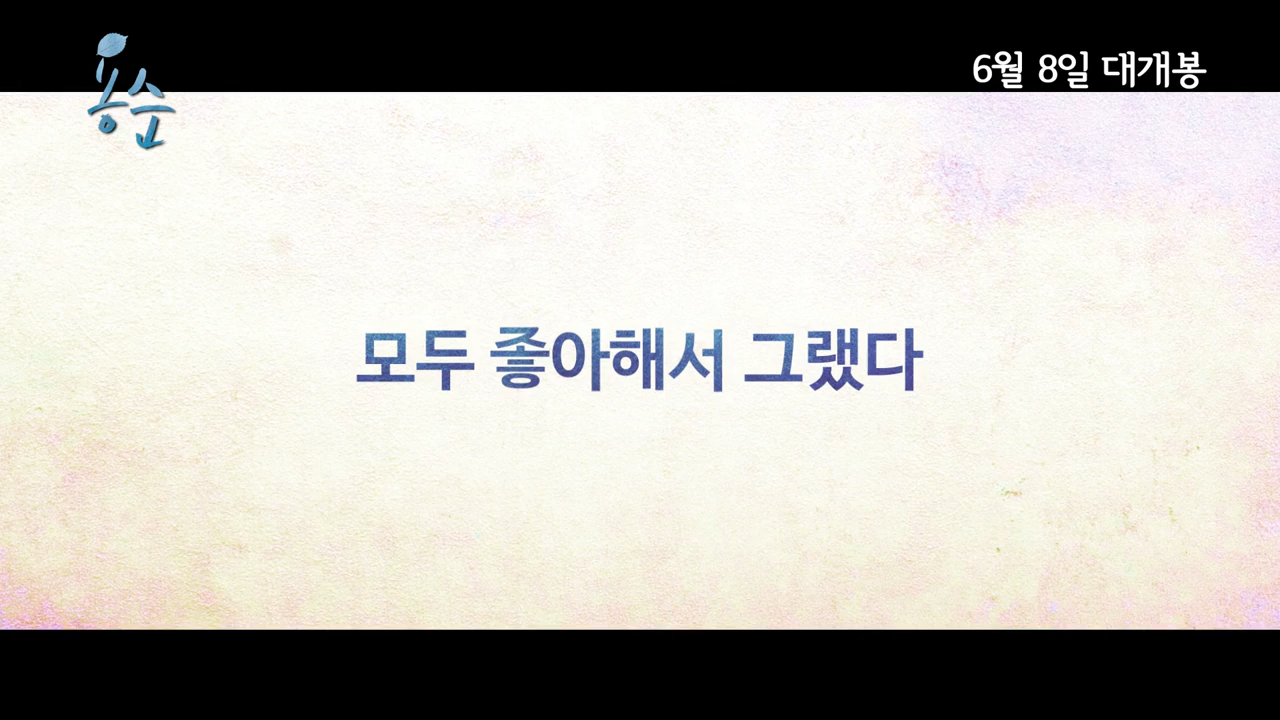 용순
6월 8일 대개봉
모두 좋아해서 그랬다